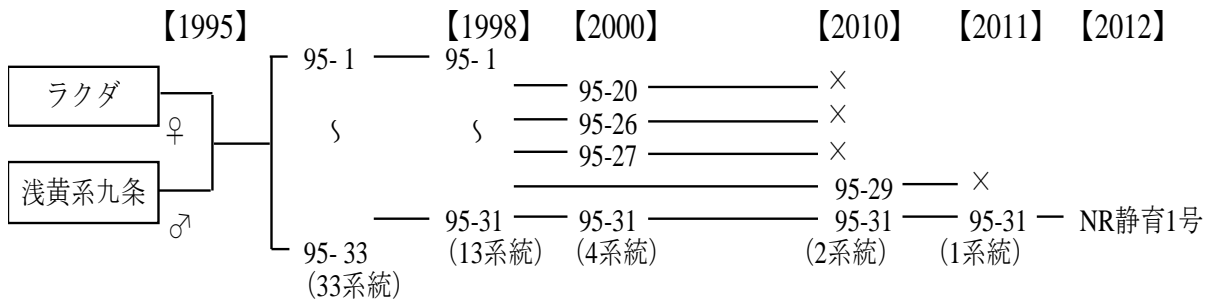 【1995】 【1998】 【2000】 【2010】 【2011】 【2012】
95- 1 95- 1
ラクダ
95-20 ×
♀
〜 〜 95-26 ×
95-27 ×
浅黄系九条
95-29 ×
♂
95-31 95-31 95-31 95-31 NR静育1号
95- 33 (13系統) (4系統) (2系統) (1系統)
(33系統)